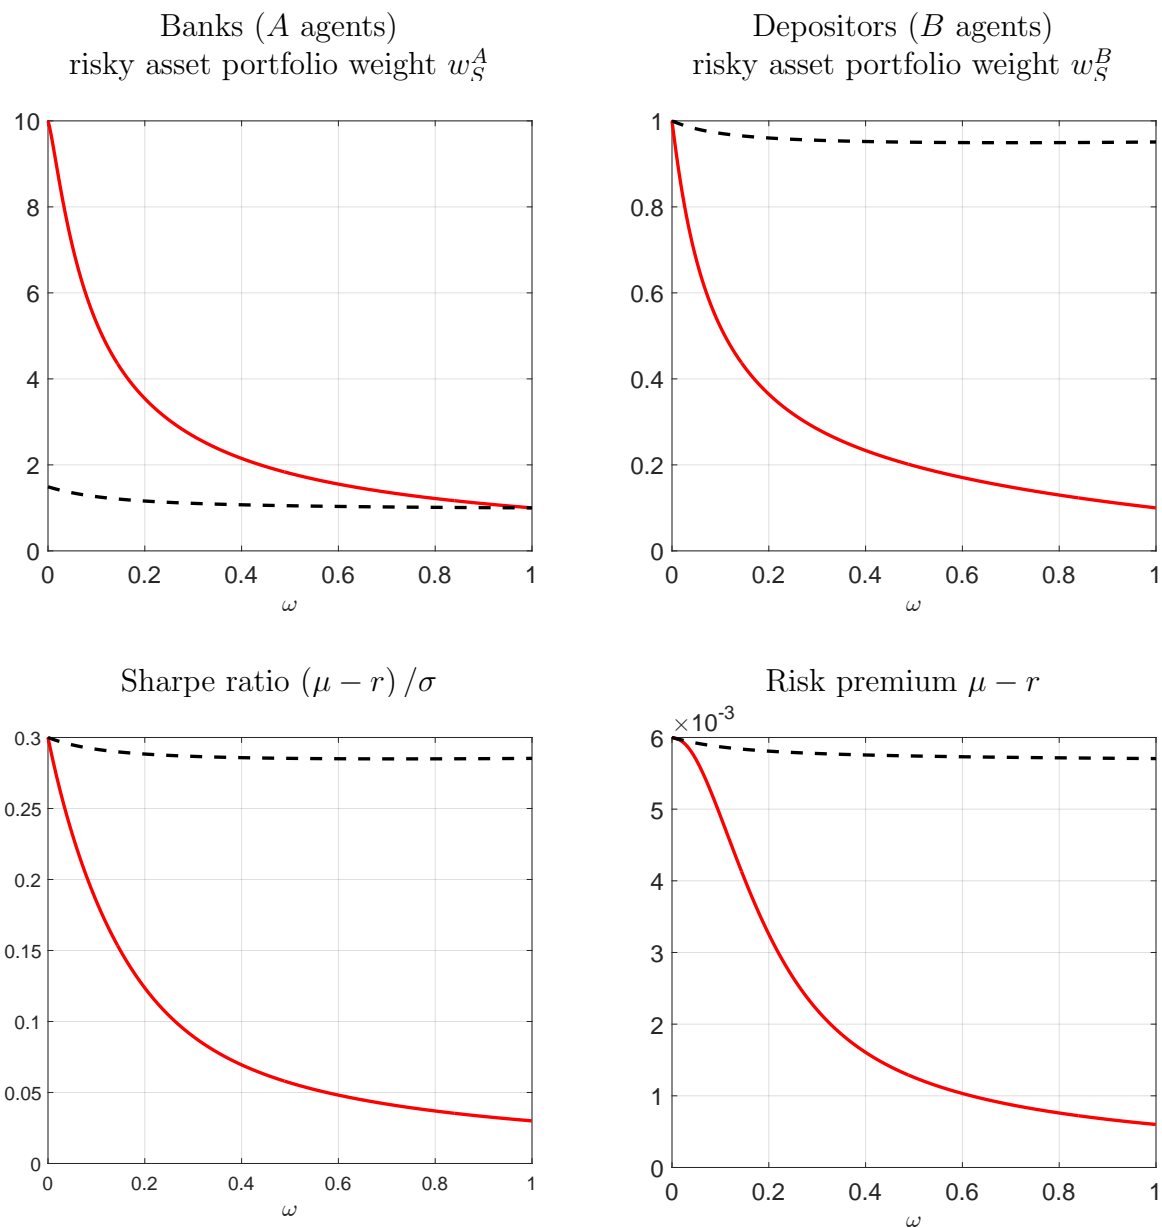 Banks (A agents)
risky asset portfolio weight w_S^A
10
8
6
4
2
0
0 0.2 0.4 0.6 0.8 1
ω
Depositors (B agents)
risky asset portfolio weight w_S^B
1
0.8
0.6
0.4
0.2
0
0 0.2 0.4 0.6 0.8 1
ω
Sharpe ratio (μ − r) /σ
0.3
0.25
0.2
0.15
0.1
0.05
0
0 0.2 0.4 0.6 0.8 1
ω
Risk premium μ − r
×10^-3
6
5
4
3
2
1
0
0 0.2 0.4 0.6 0.8 1
ω